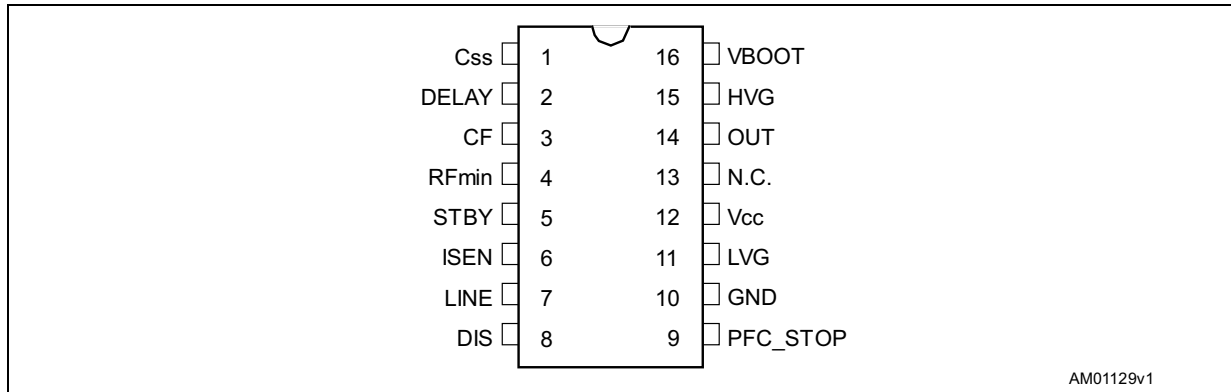 Css 1 16 VBOOT
DELAY 2 15 HVG
CF 3 14 OUT
RFmin 4 13 N.C.
STBY 5 12 Vcc
ISEN 6 11 LVG
LINE 7 10 GND
DIS 8 9 PFC_STOP
AM01129v1